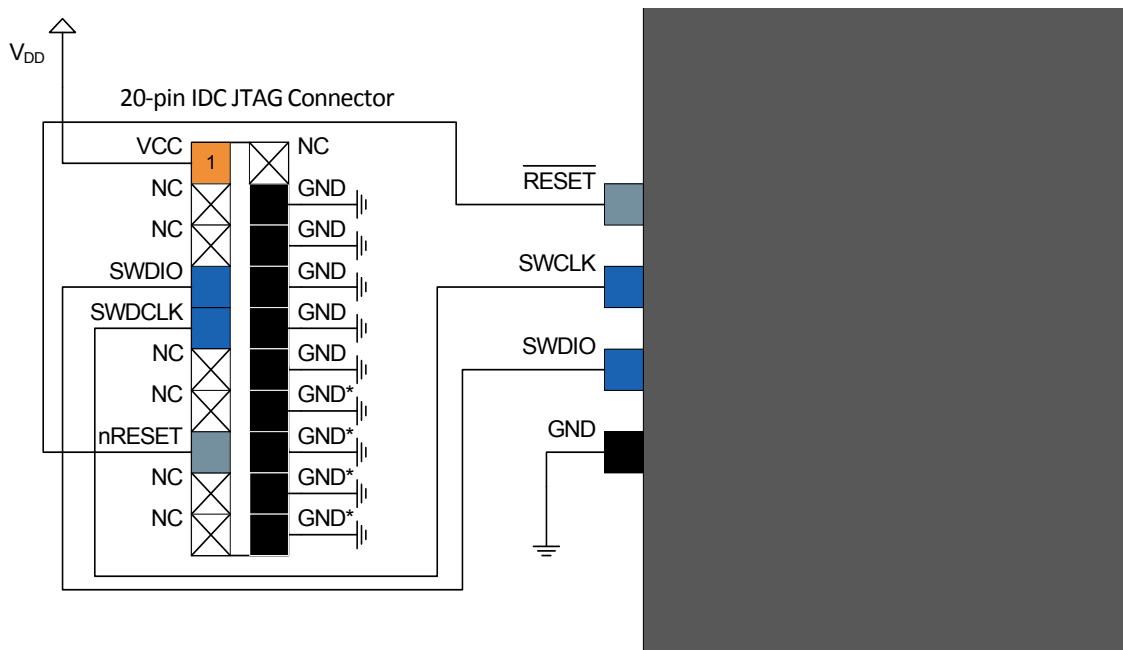 VDD
20-pin IDC JTAG Connector
VCC
1
NC
NC
GND
NC
GND
SWDIO
GND
SWDCLK
GND
NC
GND
NC
GND*
nRESET
GND*
NC
GND*
NC
GND*
RESET
SWCLK
SWDIO
GND